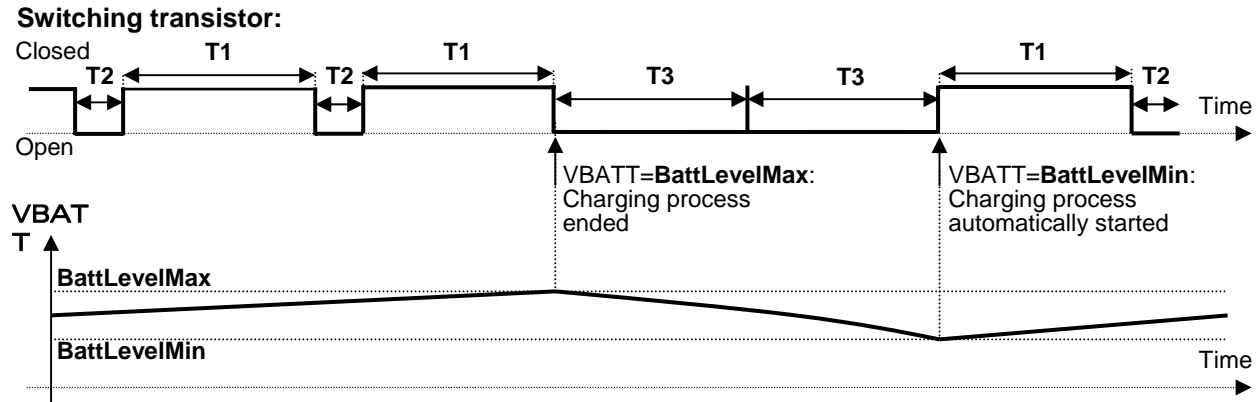 Switching transistor:
Closed
T2 T1 T2 T1 T3 T3 T1 T2
Time
Open
VBATT=BattLevelMax:
Charging process
ended
VBATT=BattLevelMin:
Charging process
automatically started
VBAT
T
BattLevelMax
BattLevelMin
Time